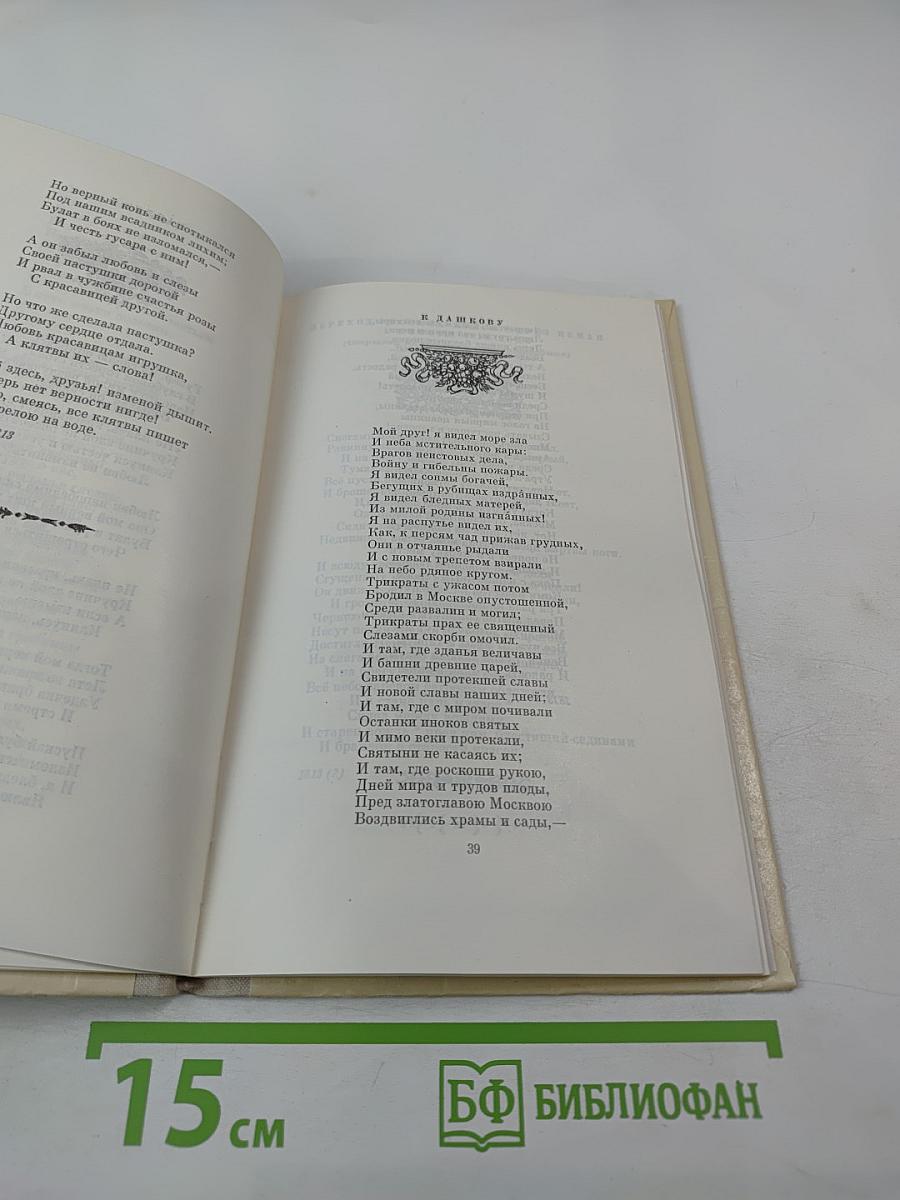 Но верный конь не спотыкался
Под нашим всадником лихим;
Булат в боях не изломался,—
И честь гусара с ним!
А он забыл любовь и слезы
Своей пастушки дорогой
И рвал в чужбине счастья розы
С красавицей другой.
Но что же сделала пастушка?
Другому сердце отдала.
Любовь красавицам игрушка,
А клятвы их — слова!
здесь, друзья! изменой дышит.
нет верности нигде!
смеясь, все клятвы пишет
на воде.
К ДАШКОВУ
Мой друг! я видел море зла
И неба мстительного кары:
Врагов неистовых дела,
Войну и гибельны пожары.
Я видел сонмы богачей,
Бегущих в рубищах издра́нных,
Я видел бледных матерей,
Из милой родины изгна́нных!
Я на распутье видел их,
Как, к персям чад прижав грудных,
Они в отчаянье рыдали
И с новым трепетом взирали
На небо рдяное кругом.
Трикраты с ужасом потом
Бродил в Москве опустошенной,
Среди развалин и могил;
Трикраты прах ее священный
Слезами скорби омочил.
И там, где зданья величавы
И башни древние царей,
Свидетели протекшей славы
И новой славы наших дней;
И там, где с миром почивали
Останки иноков святых
И мимо веки протекали,
Святыни не касаясь их;
И там, где роскоши рукою,
Дней мира и трудов плоды,
Пред златоглавою Москвою
Воздвиглись храмы и сады,—
39
15 см
БФ БИБЛИОФАН